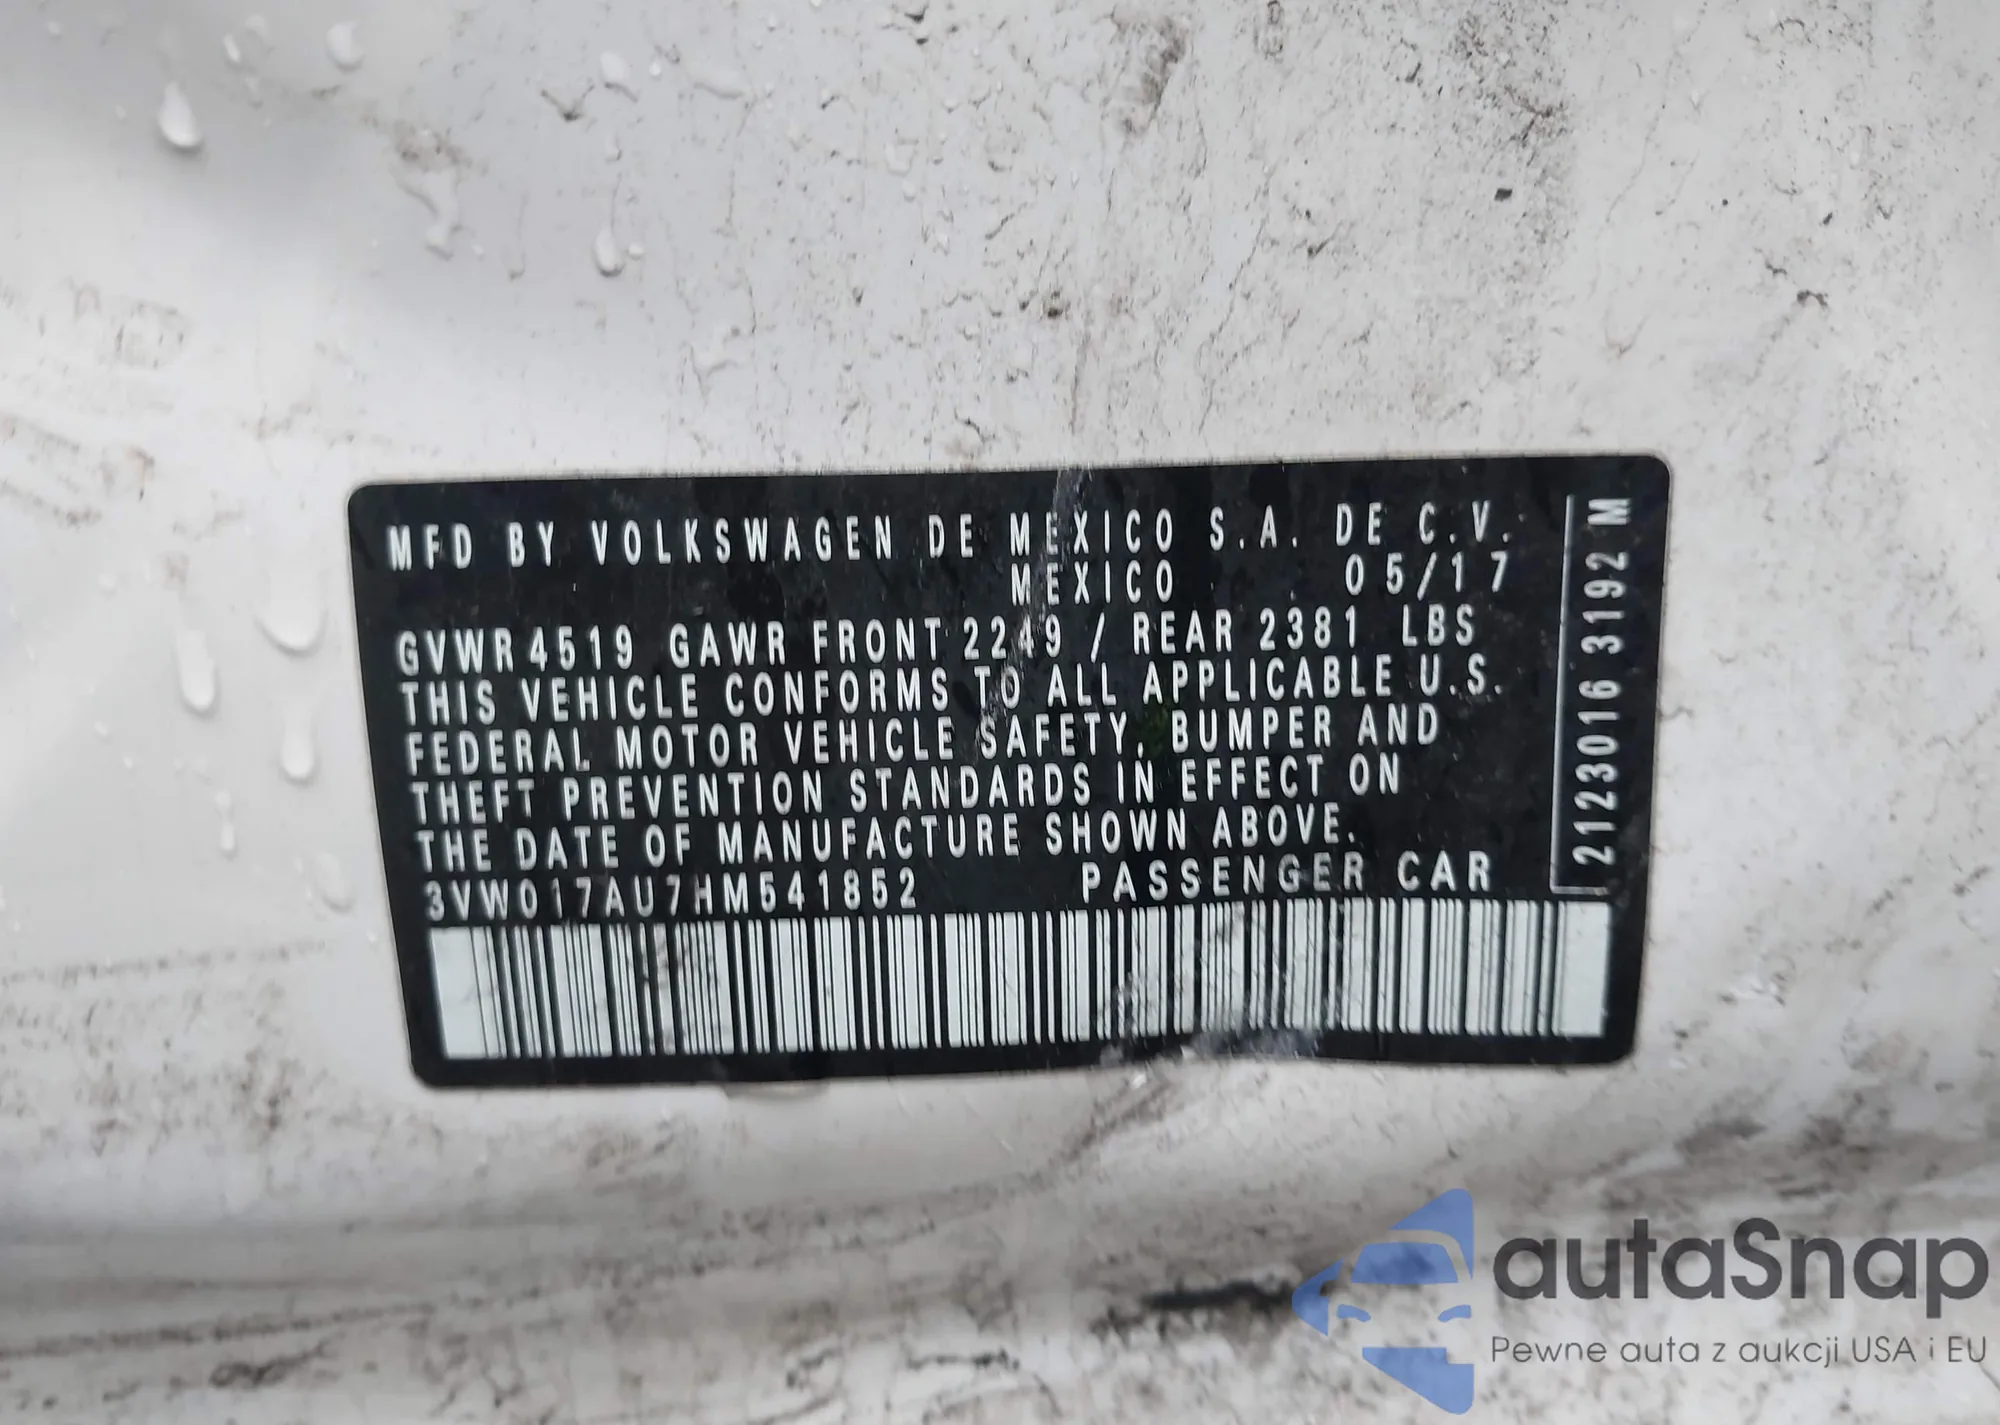 MFD BY VOLKSWAGEN DE MEXICO S.A. DE C.V.
MEXICO 05/17
GVWR 4519 GAWR FRONT 2249 / REAR 2381 LBS
THIS VEHICLE CONFORMS TO ALL APPLICABLE U.S.
FEDERAL MOTOR VEHICLE SAFETY, BUMPER AND
THEFT PREVENTION STANDARDS IN EFFECT ON
THE DATE OF MANUFACTURE SHOWN ABOVE.
3VW017AU7HM541852 PASSENGER CAR
2123016 3192 M
autaSnap
Pewne auta z aukcji USA i EU